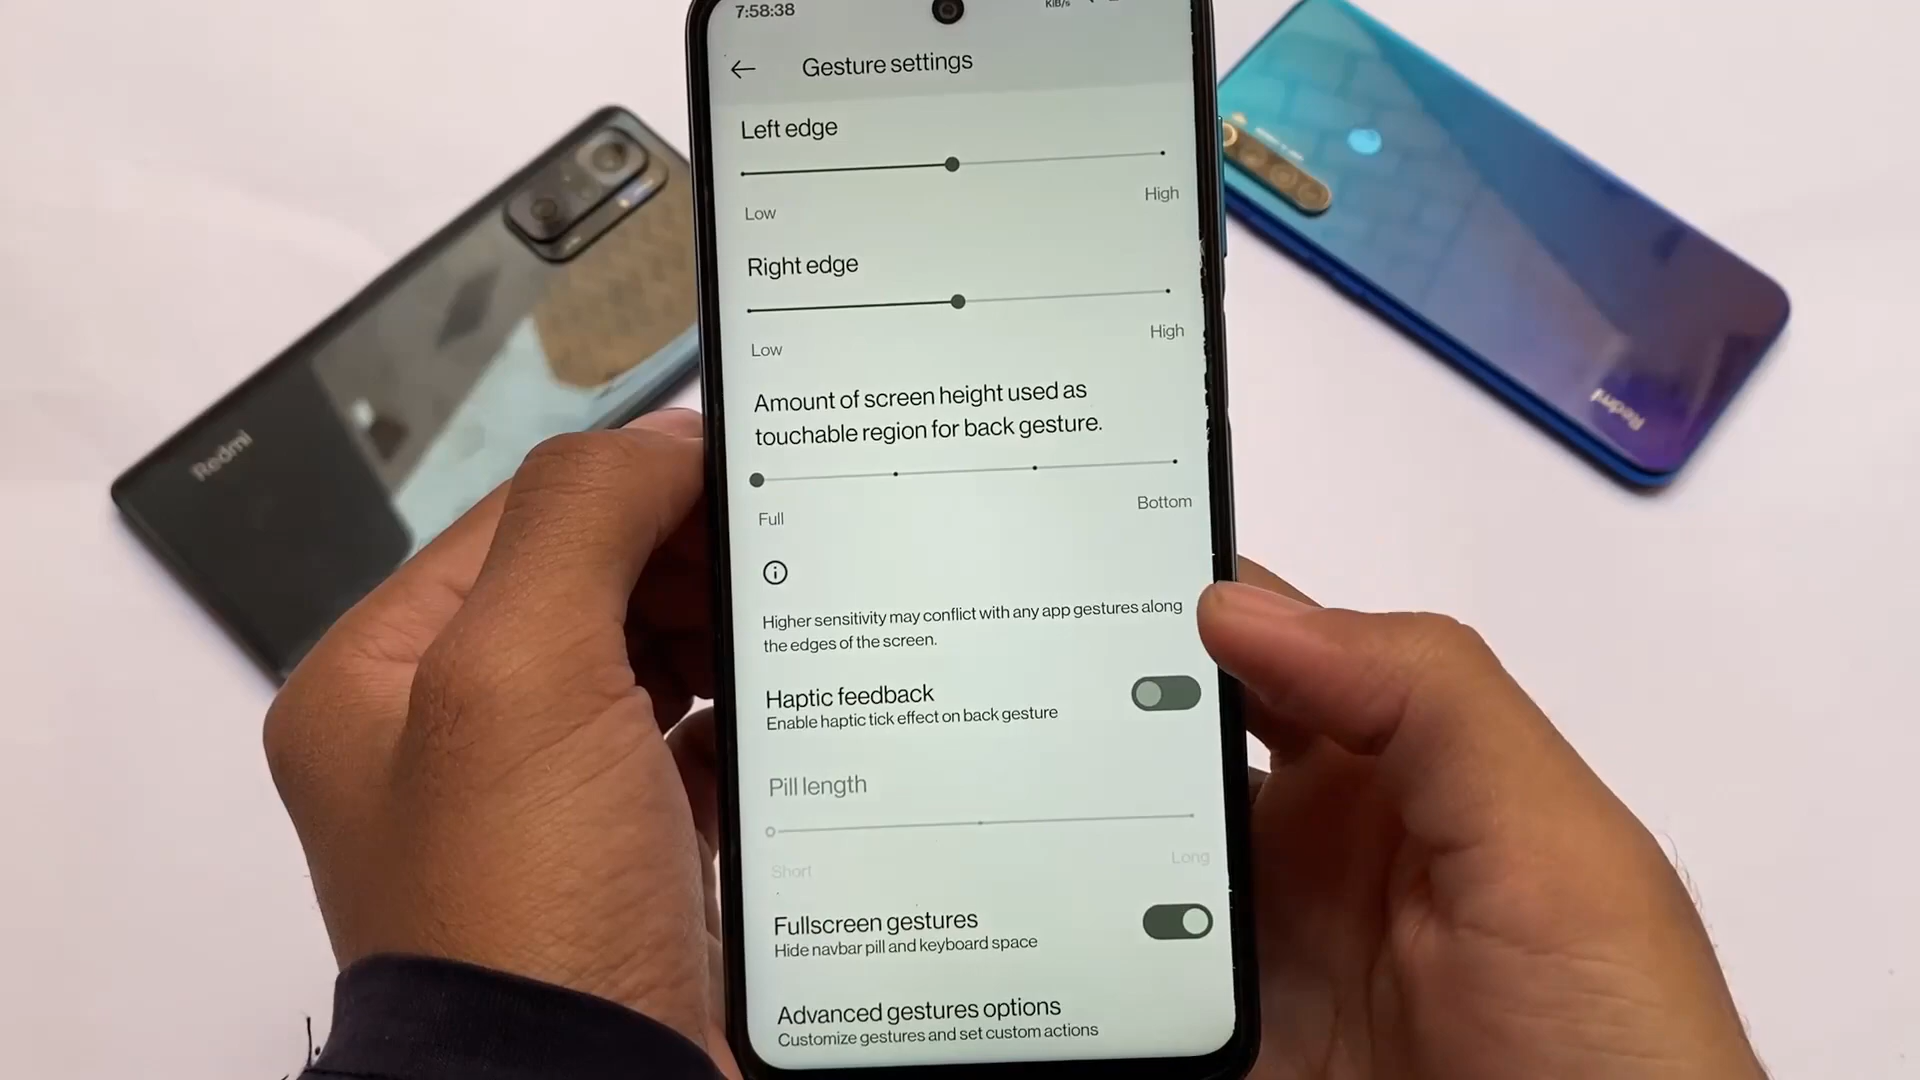 7:58:38
KiB/s
Gesture settings
Left edge
Low
High
Right edge
Low
High
Amount of screen height used as
touchable region for back gesture.
Full
Bottom
Higher sensitivity may conflict with any app gestures along
the edges of the screen.
Haptic feedback
Enable haptic tick effect on back gesture
Pill length
Short
Long
Fullscreen gestures
Hide navbar pill and keyboard space
Advanced gestures options
Customize gestures and set custom actions
Redmi
Redmi